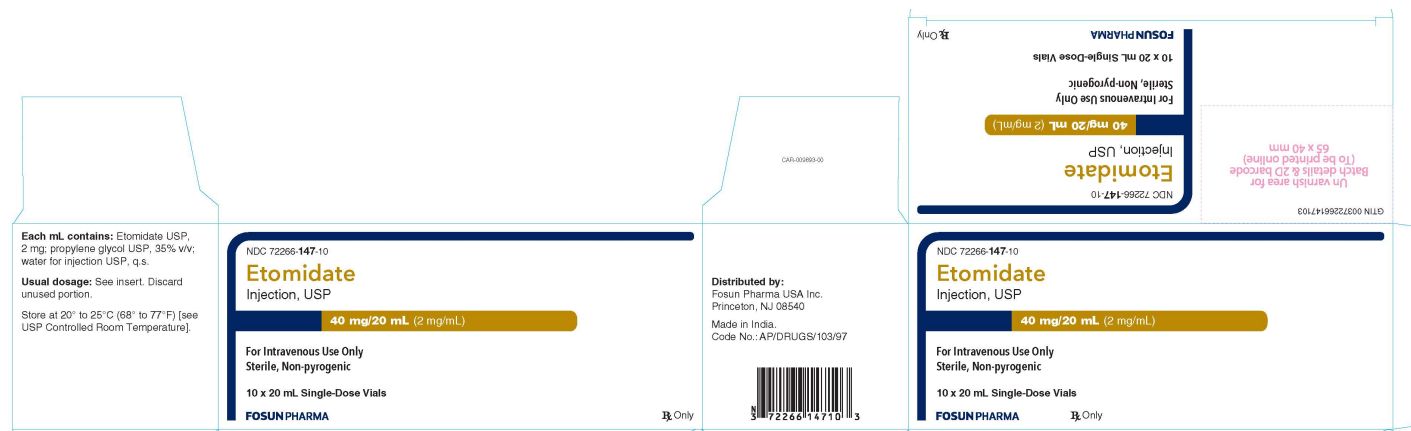 Each mL contains: Etomidate USP,
2 mg; propylene glycol USP, 35% v/v;
water for injection USP, q.s.
Usual dosage: See insert. Discard
unused portion.
Store at 20° to 25°C (68° to 77°F) [see
USP Controlled Room Temperature].
NDC 72266-147-10
Etomidate
Injection, USP
40 mg/20 mL (2 mg/mL)
For Intravenous Use Only
Sterile, Non-pyrogenic
10 x 20 mL Single-Dose Vials
FOSUN PHARMA
℞ Only
CAR-009693-00
Distributed by:
Fosun Pharma USA Inc.
Princeton, NJ 08540
Made in India.
Code No.: AP/DRUGS/103/97
N
3 72266 14710 3
NDC 72266-147-10
Etomidate
Injection, USP
40 mg/20 mL (2 mg/mL)
For Intravenous Use Only
Sterile, Non-pyrogenic
10 x 20 mL Single-Dose Vials
FOSUN PHARMA
℞ Only
GTIN 00372266147103
Un varnish area for
Batch details & 2D barcode
(To be printed online)
65 x 40 mm
NDC 72266-147-10
Etomidate
Injection, USP
40 mg/20 mL (2 mg/mL)
For Intravenous Use Only
Sterile, Non-pyrogenic
10 x 20 mL Single-Dose Vials
FOSUN PHARMA
℞ Only